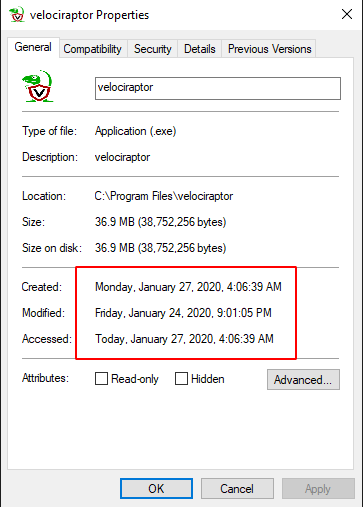 velociraptor Properties
General Compatibility Security Details Previous Versions
V
velociraptor
Type of file: Application (.exe)
Description: velociraptor
Location: C:\Program Files\velociraptor
Size: 36.9 MB (38,752,256 bytes)
Size on disk: 36.9 MB (38,752,256 bytes)
Created: Monday, January 27, 2020, 4:06:39 AM
Modified: Friday, January 24, 2020, 9:01:05 PM
Accessed: Today, January 27, 2020, 4:06:39 AM
Attributes: Read-only Hidden Advanced...
OK Cancel Apply